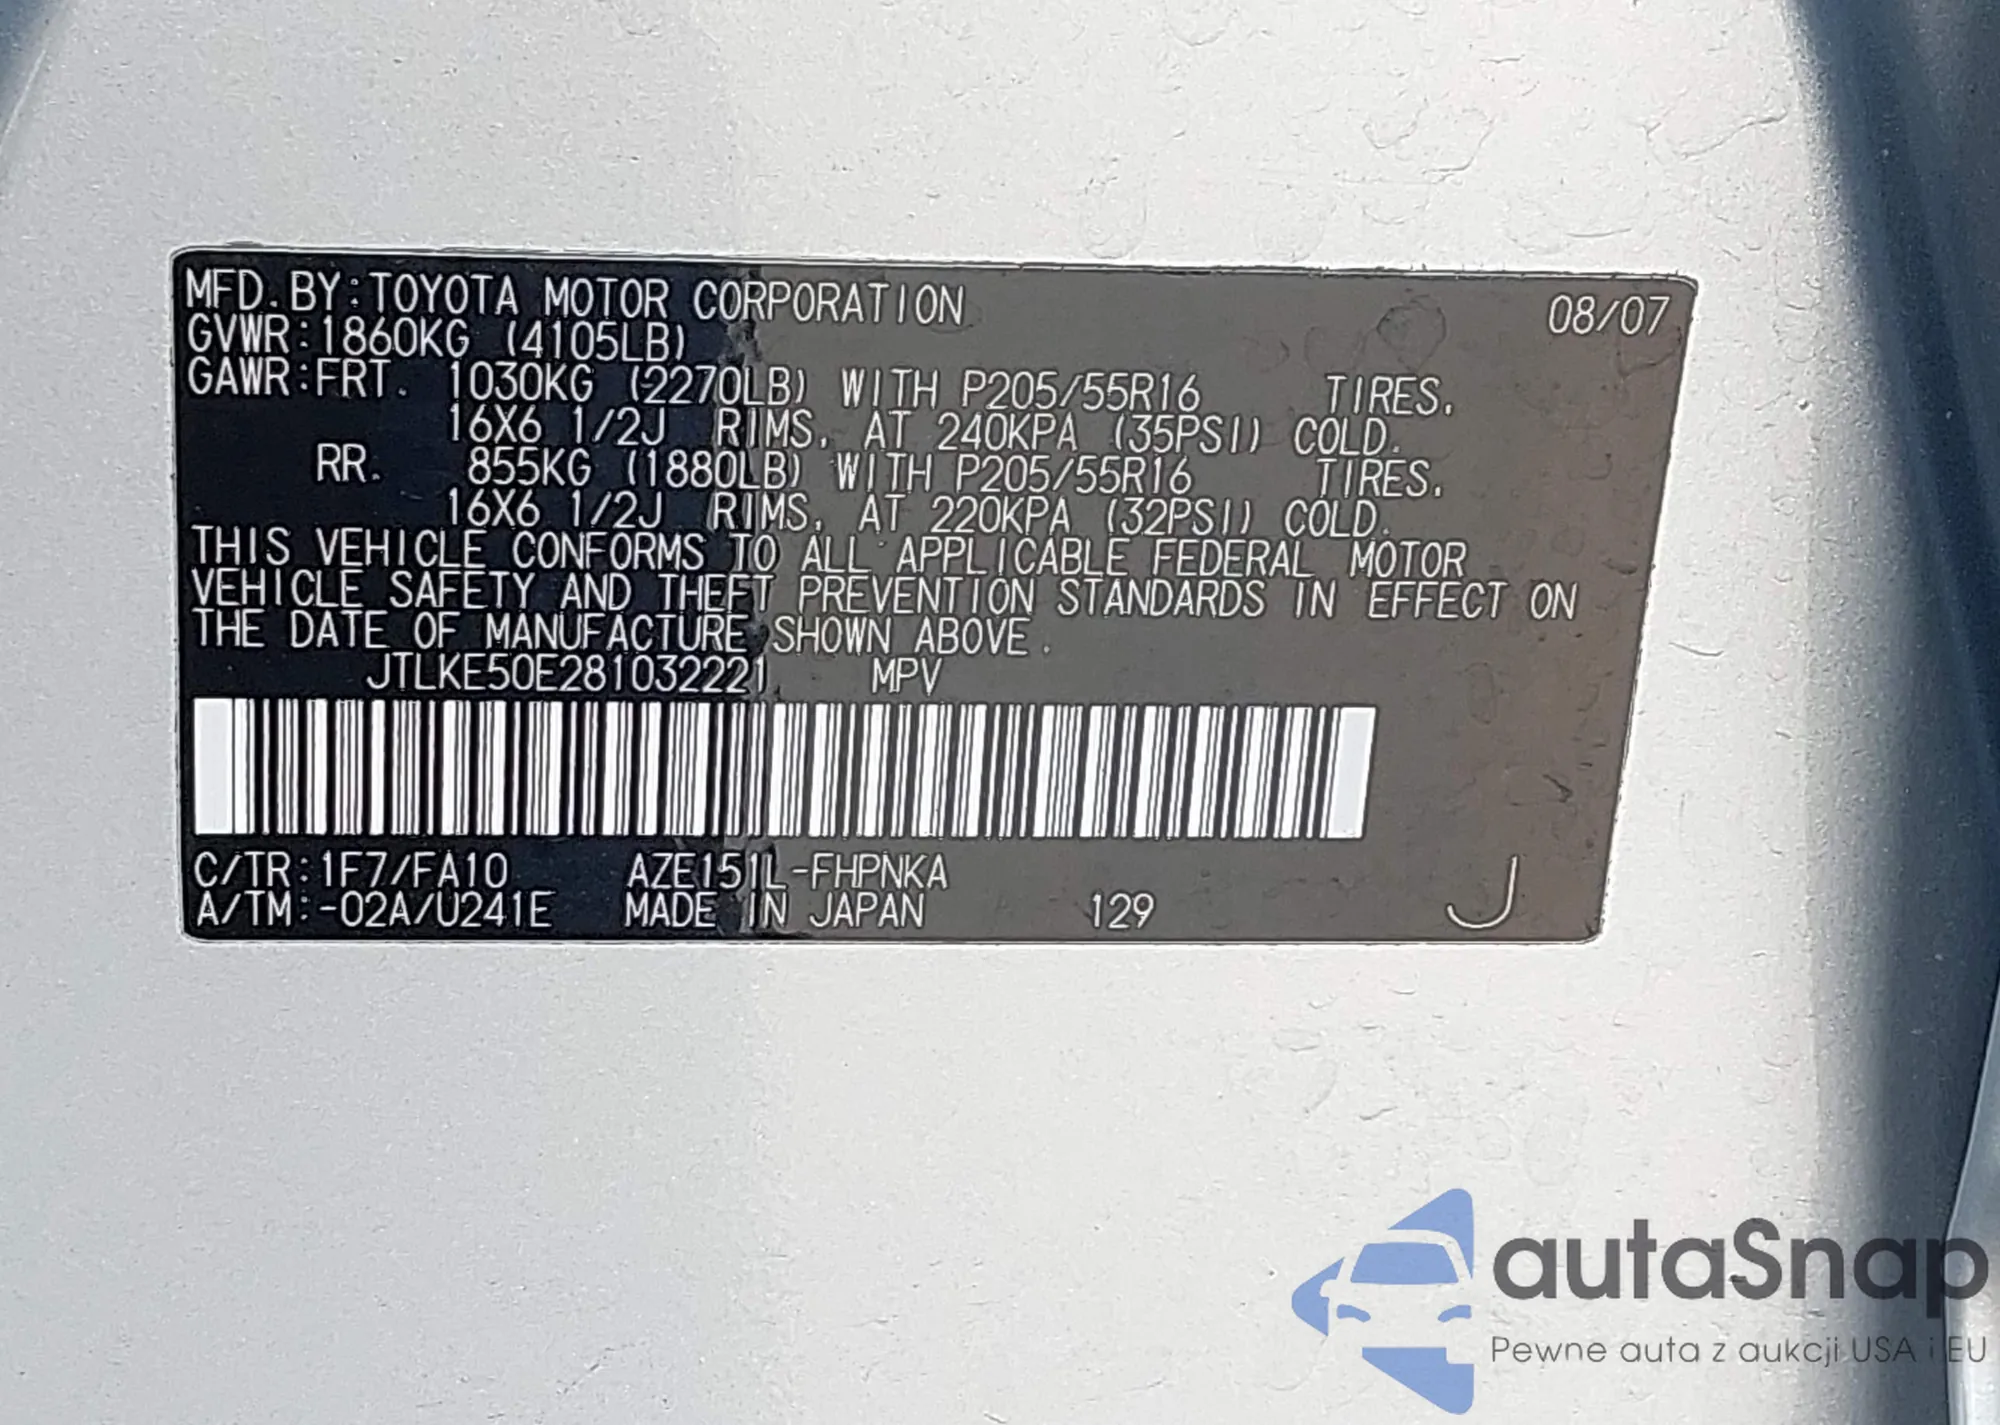 MFD.BY:TOYOTA MOTOR CORPORATION 08/07
GVWR:1860KG (4105LB)
GAWR:FRT. 1030KG (2270LB) WITH P205/55R16 TIRES.
16X6 1/2J RIMS, AT 240KPA (35PSI) COLD.
RR. 855KG (1880LB) WITH P205/55R16 TIRES.
16X6 1/2J RIMS, AT 220KPA (32PSI) COLD.
THIS VEHICLE CONFORMS TO ALL APPLICABLE FEDERAL MOTOR
VEHICLE SAFETY AND THEFT PREVENTION STANDARDS IN EFFECT ON
THE DATE OF MANUFACTURE SHOWN ABOVE.
JTLKE50E281032221 MPV
C/TR:1F7/FA10 AZE151L-FHPNKA
A/TM:-02A/U241E MADE IN JAPAN 129 J
autaSnap
Pewne auta z aukcji USA i EU